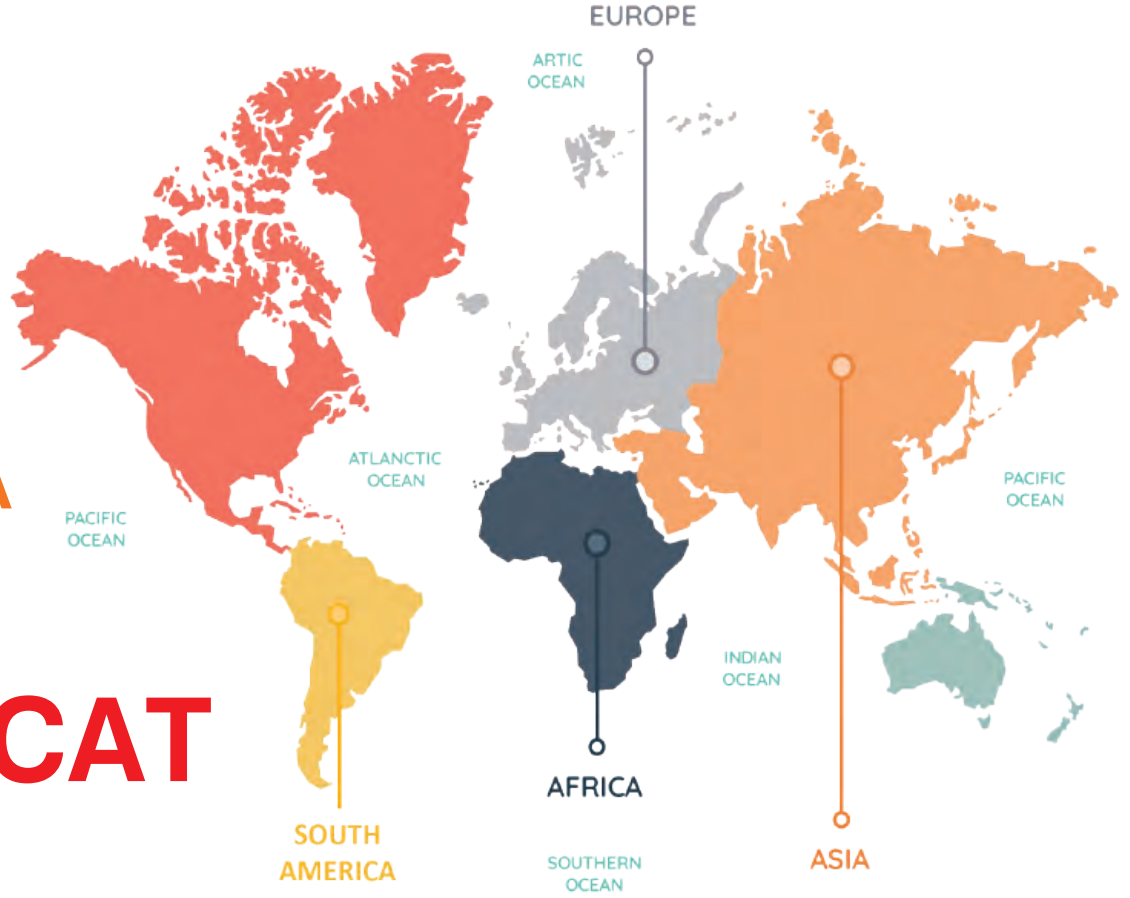 EUROPE
ARTIC
OCEAN
ATLANCTIC
OCEAN
PACIFIC
OCEAN
A
PACIFIC
OCEAN
INDIAN
OCEAN
CAT
AFRICA
SOUTH
AMERICA
ASIA
SOUTHERN
OCEAN